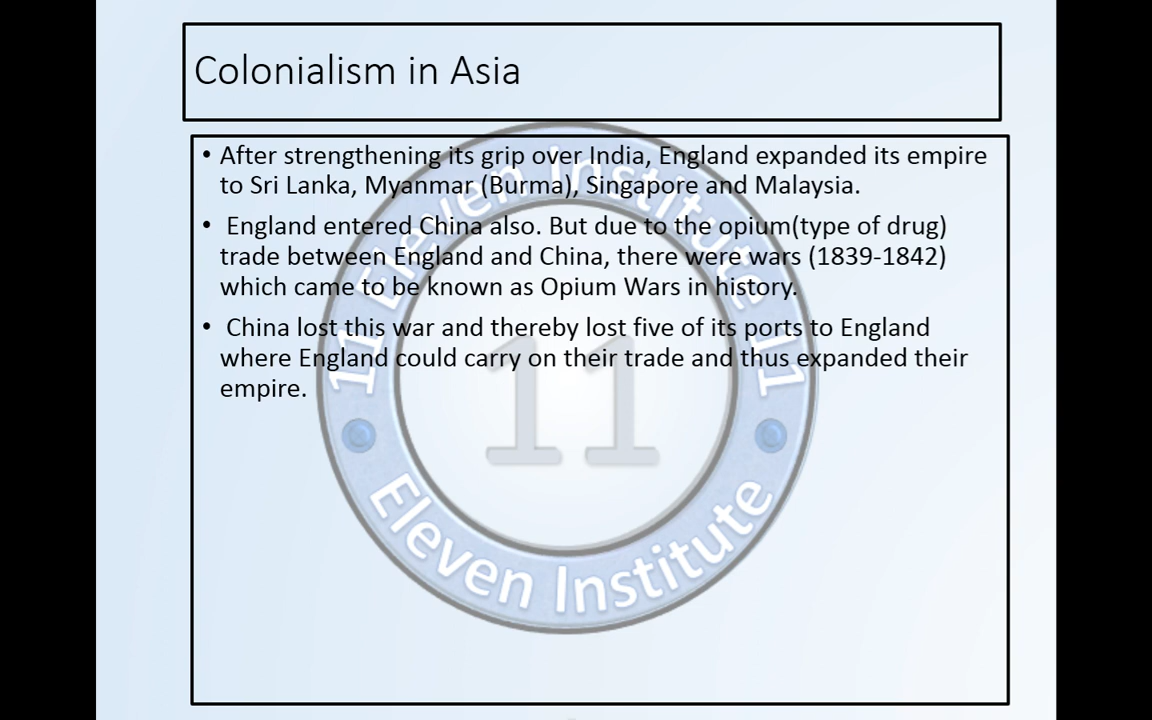 Colonialism in Asia
• After strengthening its grip over India, England expanded its empire
to Sri Lanka, Myanmar (Burma), Singapore and Malaysia.
• England entered China also. But due to the opium(type of drug)
trade between England and China, there were wars (1839-1842)
which came to be known as Opium Wars in history.
• China lost this war and thereby lost five of its ports to England
where England could carry on their trade and thus expanded their
empire.
11 Eleven Institute 11
11
Eleven Institute